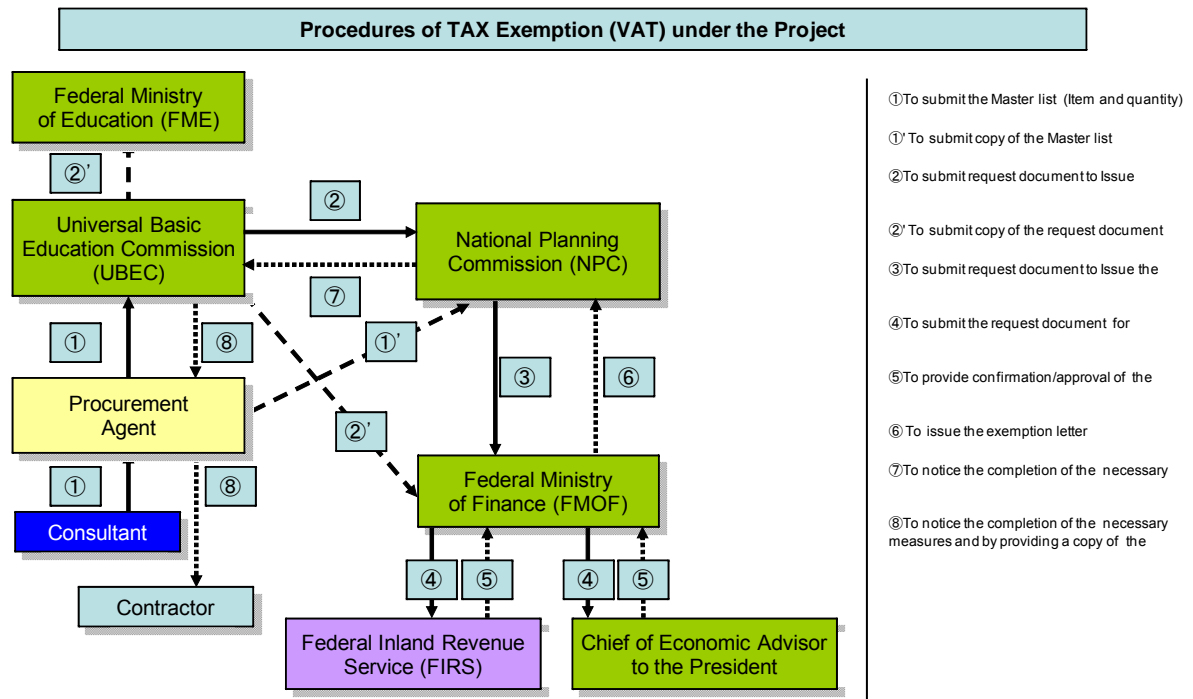 Procedures of TAX Exemption (VAT) under the Project
Federal Ministry
of Education (FME)
②'
Universal Basic
Education Commission
(UBEC)
②
National Planning
Commission (NPC)
⑦
①
⑧
①'
③
⑥
Procurement
Agent
②'
①
⑧
Federal Ministry
of Finance (FMOF)
Consultant
④
⑤
④
⑤
Contractor
Federal Inland Revenue
Service (FIRS)
Chief of Economic Advisor
to the President
①To submit the Master list (Item and quantity)
①' To submit copy of the Master list
②To submit request document to Issue
②' To submit copy of the request document
③To submit request document to Issue the
④To submit the request document for
⑤To provide confirmation/approval of the
⑥ To issue the exemption letter
⑦To notice the completion of the necessary
⑧To notice the completion of the necessary
measures and by providing a copy of the